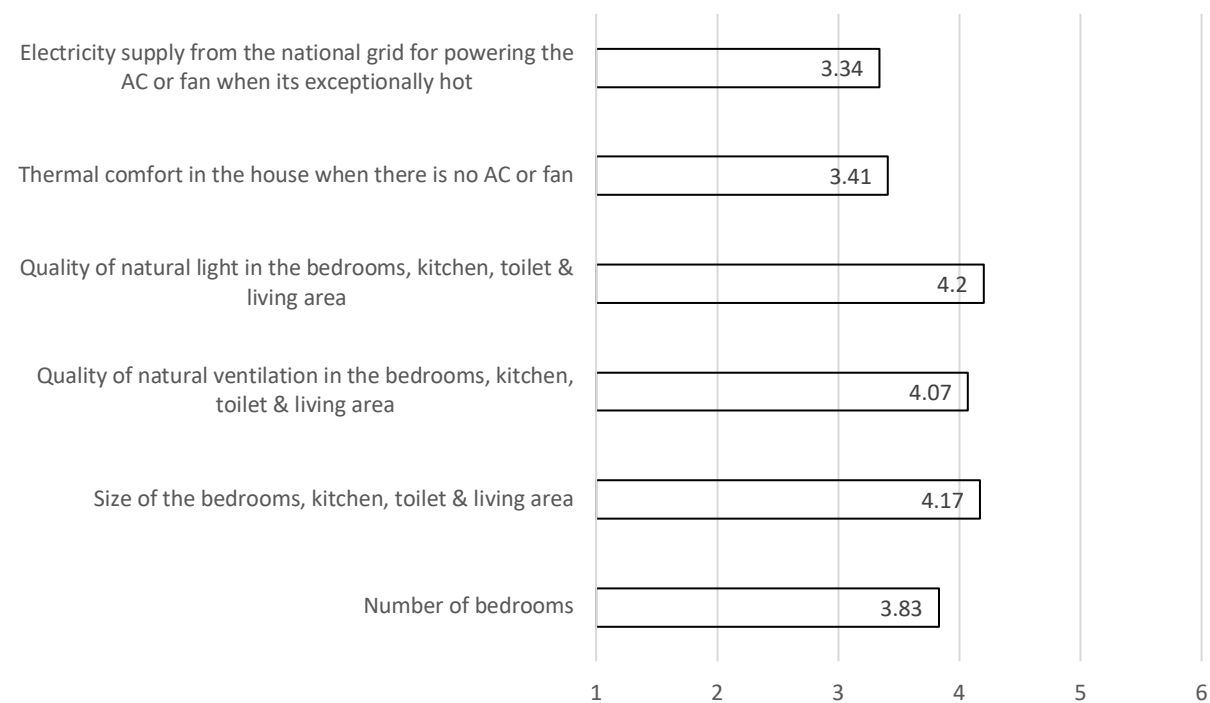 Electricity supply from the national grid for powering the
AC or fan when its exceptionally hot
3.34
Thermal comfort in the house when there is no AC or fan
3.41
Quality of natural light in the bedrooms, kitchen, toilet &
living area
4.2
Quality of natural ventilation in the bedrooms, kitchen,
toilet & living area
4.07
Size of the bedrooms, kitchen, toilet & living area
4.17
Number of bedrooms
3.83
1 2 3 4 5 6